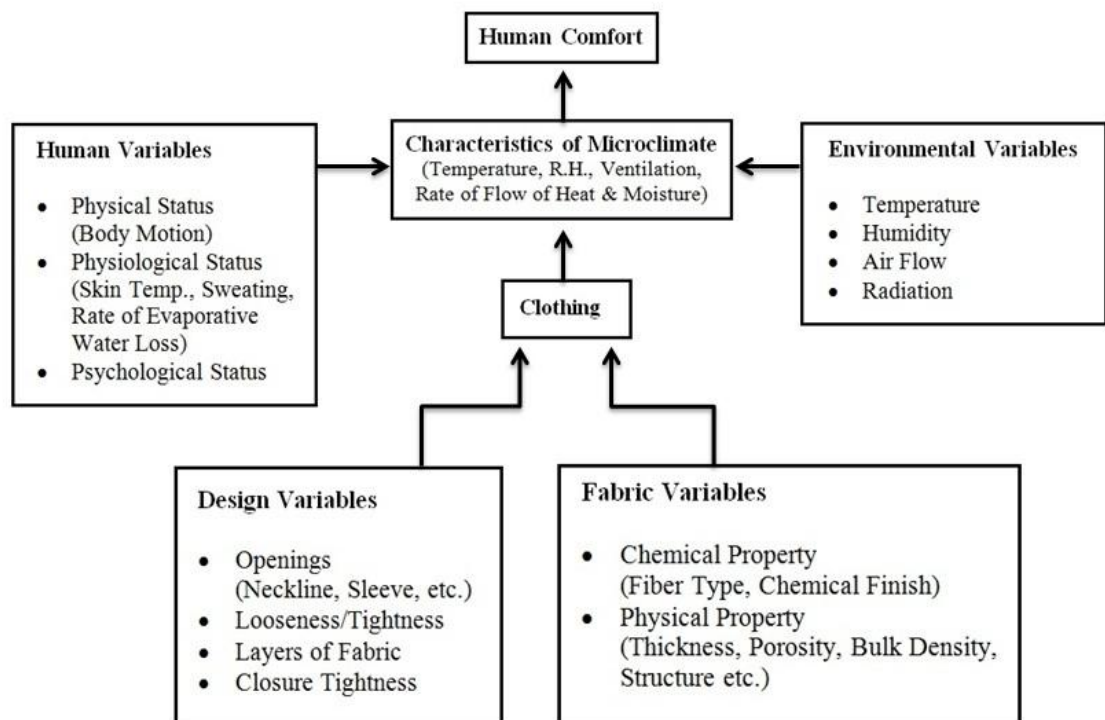 Human Comfort
Characteristics of Microclimate
(Temperature, R.H., Ventilation,
Rate of Flow of Heat & Moisture)
Human Variables
• Physical Status
(Body Motion)
• Physiological Status
(Skin Temp., Sweating,
Rate of Evaporative
Water Loss)
• Psychological Status
Environmental Variables
• Temperature
• Humidity
• Air Flow
• Radiation
Clothing
Design Variables
• Openings
(Neckline, Sleeve, etc.)
• Looseness/Tightness
• Layers of Fabric
• Closure Tightness
Fabric Variables
• Chemical Property
(Fiber Type, Chemical Finish)
• Physical Property
(Thickness, Porosity, Bulk Density,
Structure etc.)